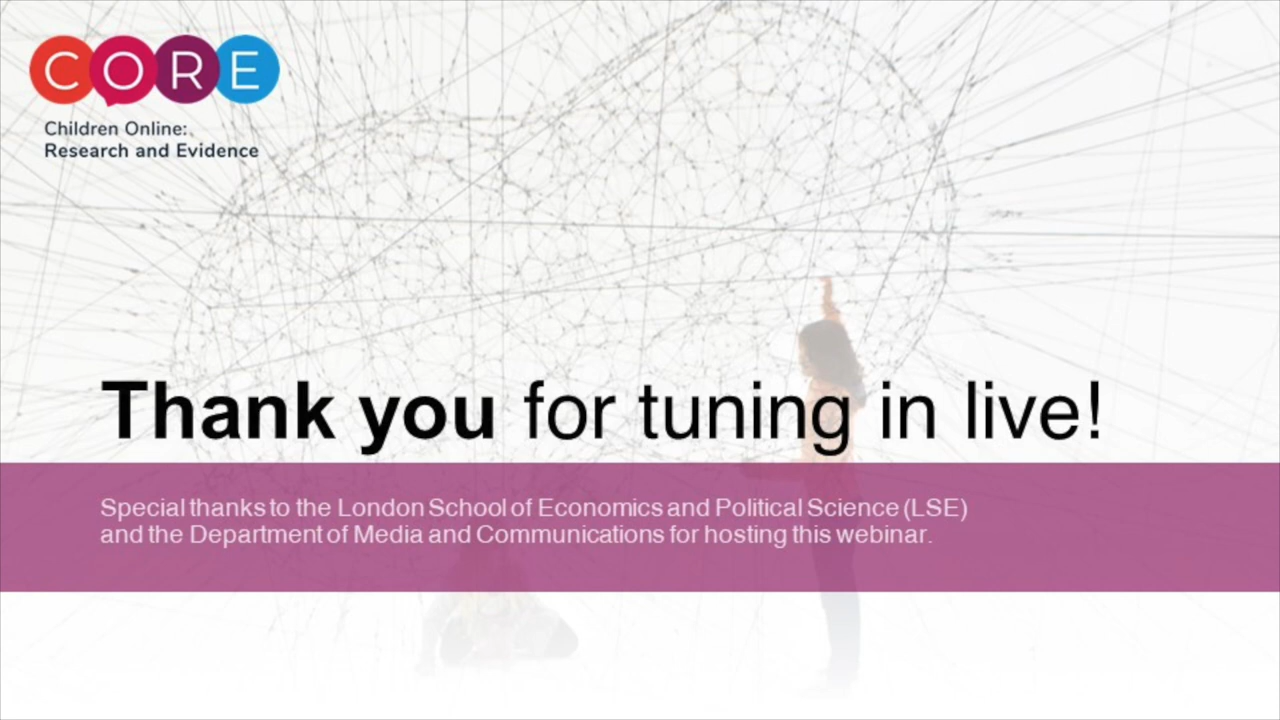 CORE
Children Online:
Research and Evidence
Thank you for tuning in live!
Special thanks to the London School of Economics and Political Science (LSE)
and the Department of Media and Communications for hosting this webinar.